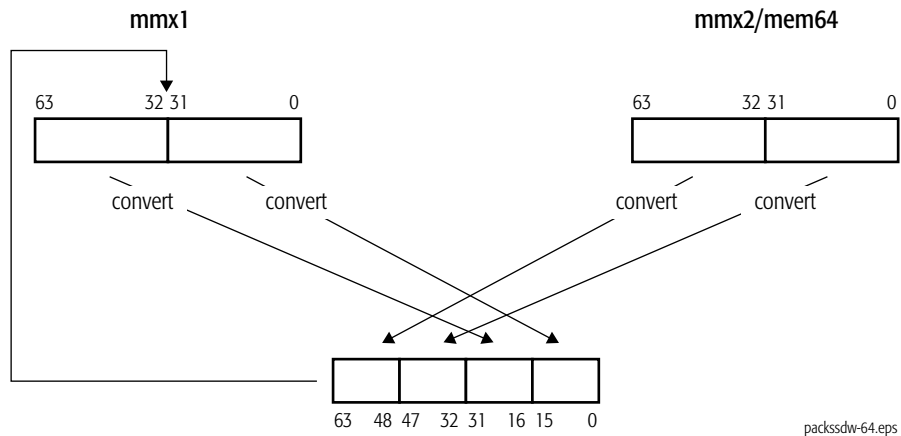 mmx1 mmx2/mem64
63 32 31 0 63 32 31 0
convert convert convert convert
63 48 47 32 31 16 15 0
packssdw-64.eps